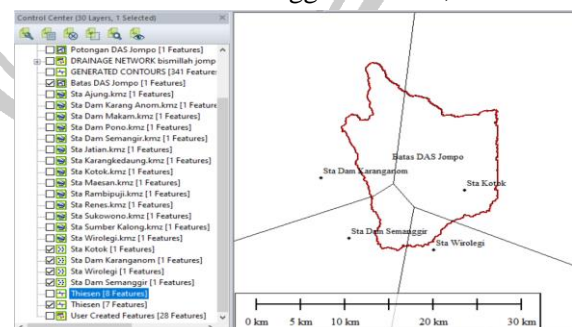 Control Center (30 Layers, 1 Selected)
Potongan DAS Jompo [1 Features]
DRAINAGE NETWORK bismillah jomp
GENERATED CONTOURS [341 Feature
Batas DAS Jompo [1 Features]
Sta Ajung.kmz [1 Features]
Sta Dam Karang Anom.kmz [1 Feature
Sta Dam Makam.kmz [1 Features]
Sta Dam Pono.kmz [1 Features]
Sta Dam Semangir.kmz [1 Features]
Sta Jatian.kmz [1 Features]
Sta Karangkedaung.kmz [1 Features]
Sta Kotok.kmz [1 Features]
Sta Maesan.kmz [1 Features]
Sta Rambipuji.kmz [1 Features]
Sta Renes.kmz [1 Features]
Sta Sukowono.kmz [1 Features]
Sta Sumber Kalong.kmz [1 Features]
Sta Wirolegi.kmz [1 Features]
Sta Kotok [1 Features]
Sta Dam Karanganom [1 Features]
Sta Wirolegi [1 Features]
Sta Dam Semanggir [1 Features]
Thiesen [8 Features]
Thiesen [7 Features]
User Created Features [28 Features]
Batas DAS Jompo
Sta Dam Karanganom
Sta Kotok
Sta Dam Semanggir
Sta Wirolegi
0 km 5 km 10 km 20 km 30 km